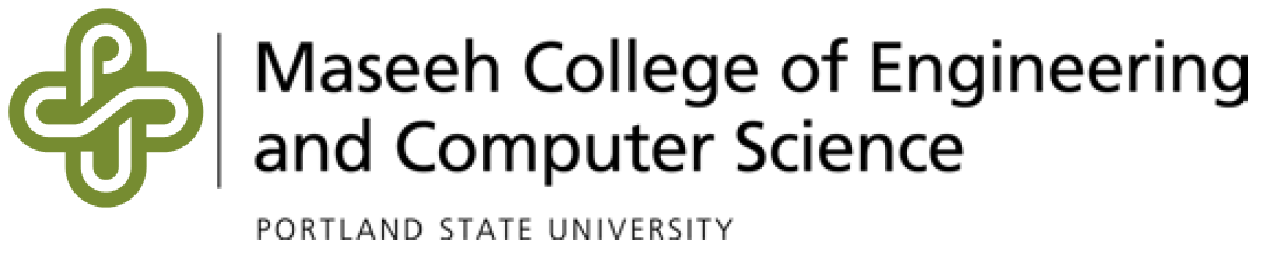 Maseeh College of Engineering
and Computer Science
PORTLAND STATE UNIVERSITY